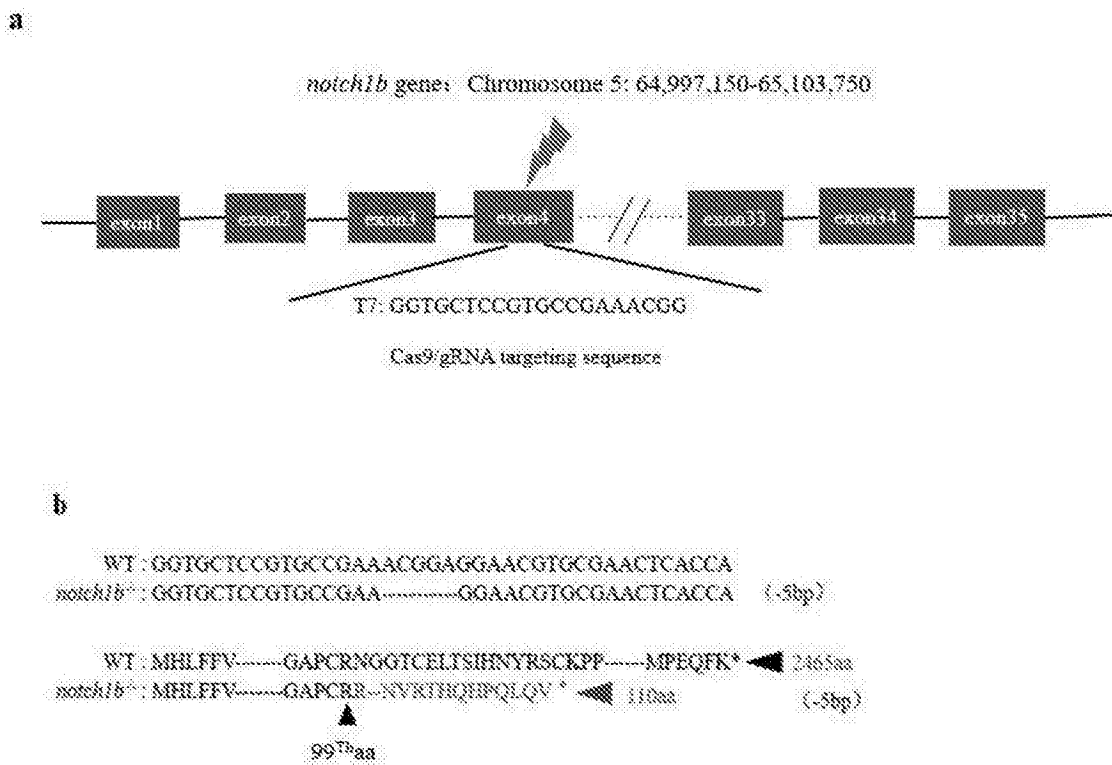 a
notch1b gene: Chromosome 5: 64,997,150-65,103,750
exon1 exon2 exon3 exon4 exon33 exon34 exon35
T7: GGTGCTCCGTGCCGAAACGG
Cas9/gRNA targeting sequence
b
WT : GGTGCTCCGTGCCGAAACGGAGGAACGTGCGAACTCACCA
notch1b-/-: GGTGCTCCGTGCCGAA-----------GGAACGTGCGAACTCACCA (-5bp)
WT : MHLFFV------GAPCRNGGTCELTSIHNYRSCKPP------MPEQFK* 2465aa
notch1b-/-: MHLFFV------GAPCRR--NVRTHQHPQLQV * 110aa (-5bp)
99Thaa